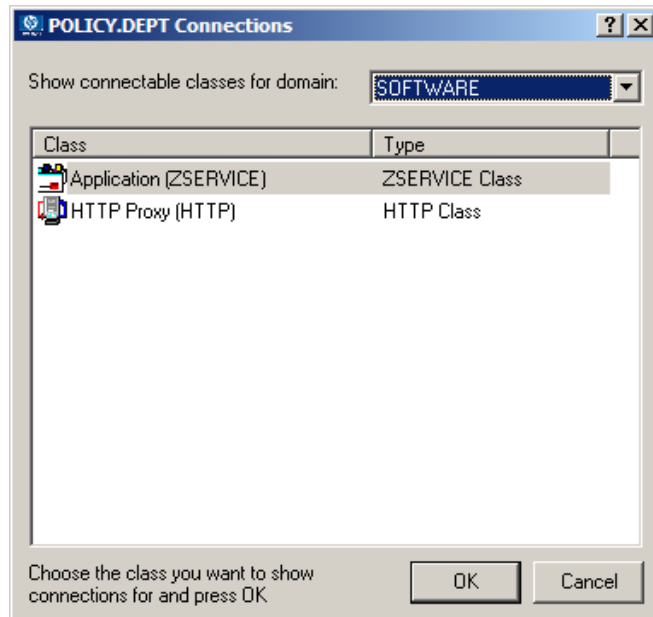 POLICY.DEPT Connections
Show connectable classes for domain: SOFTWARE
Class Type
Application (ZSERVICE) ZSERVICE Class
HTTP Proxy (HTTP) HTTP Class
Choose the class you want to show
connections for and press OK
OK Cancel